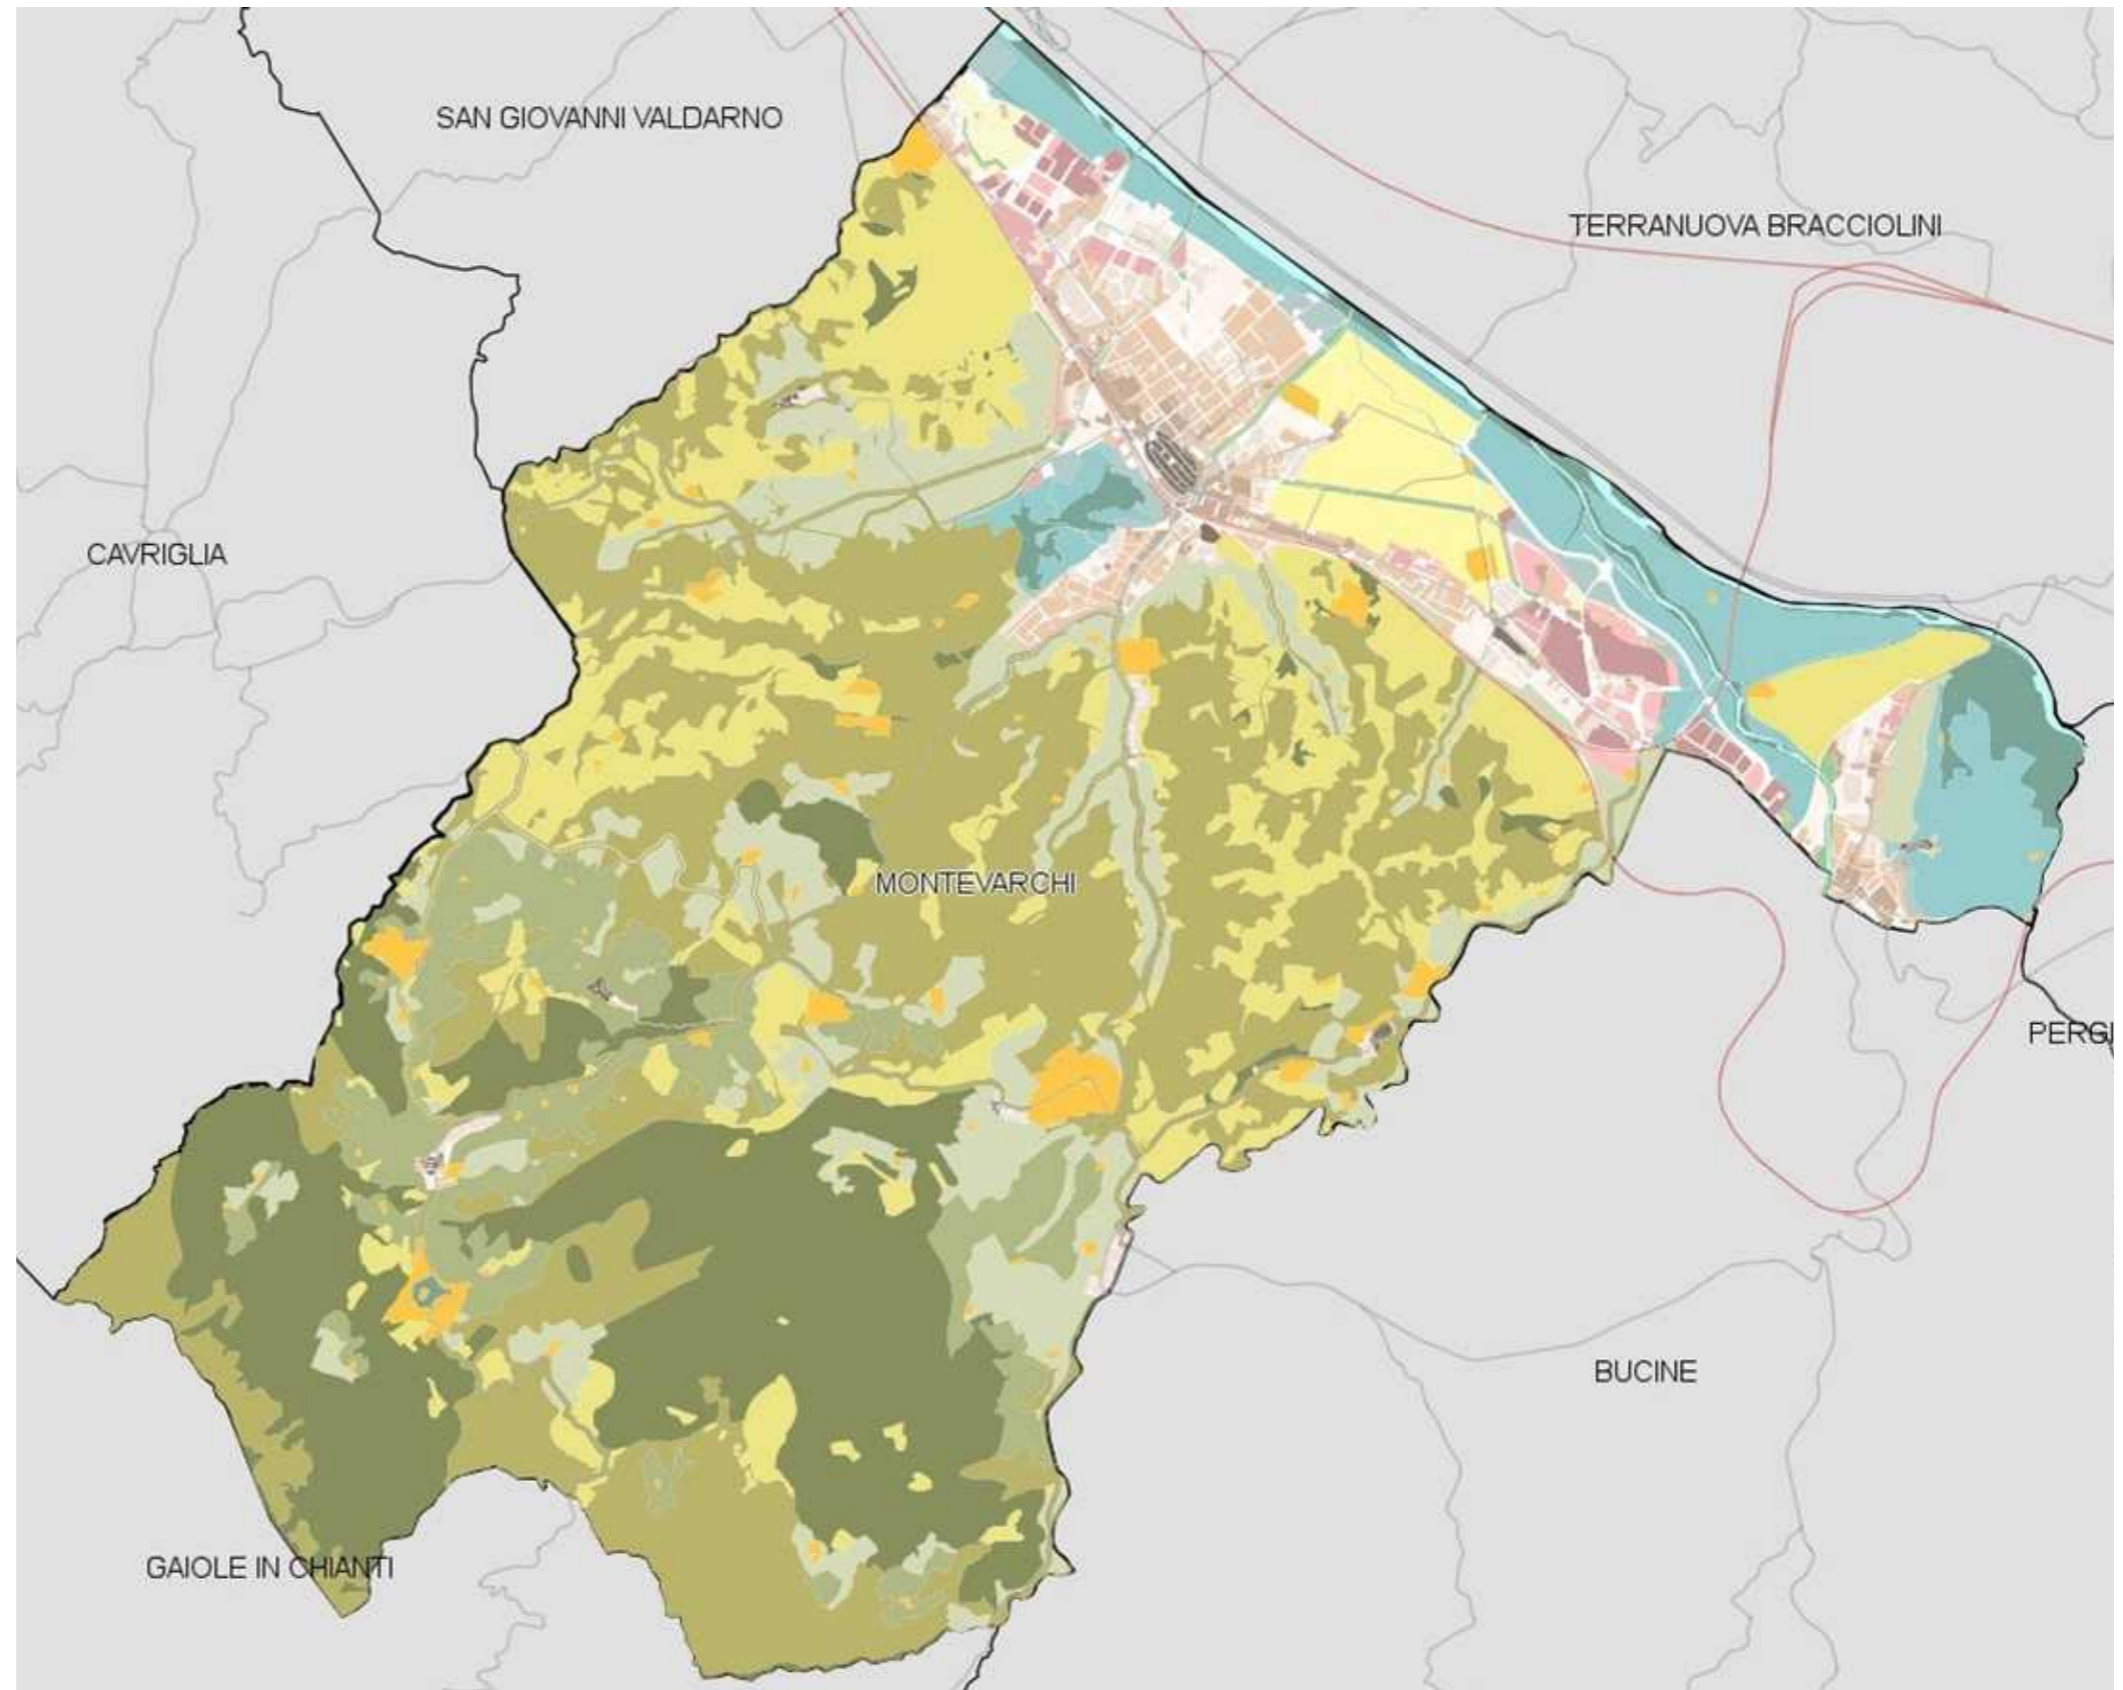 SAN GIOVANNI VALDARNO
TERRANUOVA BRACCIOLINI
CAVRIGLIA
MONTEVARCHI
PERGI
BUCINE
GAIOLE IN CHIANTI